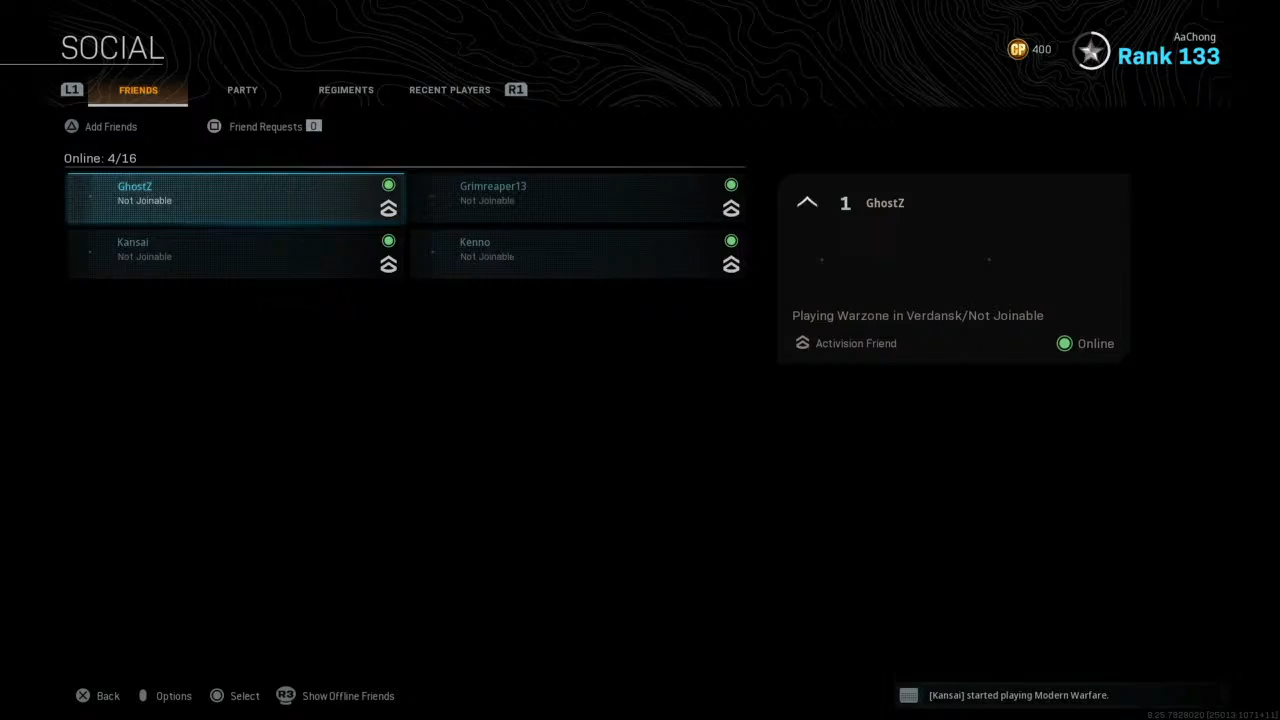 SOCIAL
CP 400
AaChong
Rank 133
L1 FRIENDS PARTY REGIMENTS RECENT PLAYERS R1
Add Friends Friend Requests 0
Online: 4/16
GhostZ
Not Joinable
Grimreaper13
Not Joinable
Kansai
Not Joinable
Kenno
Not Joinable
1 GhostZ
Playing Warzone in Verdansk/Not Joinable
Activision Friend Online
Back Options Select R3 Show Offline Friends
[Kansai] started playing Modern Warfare.